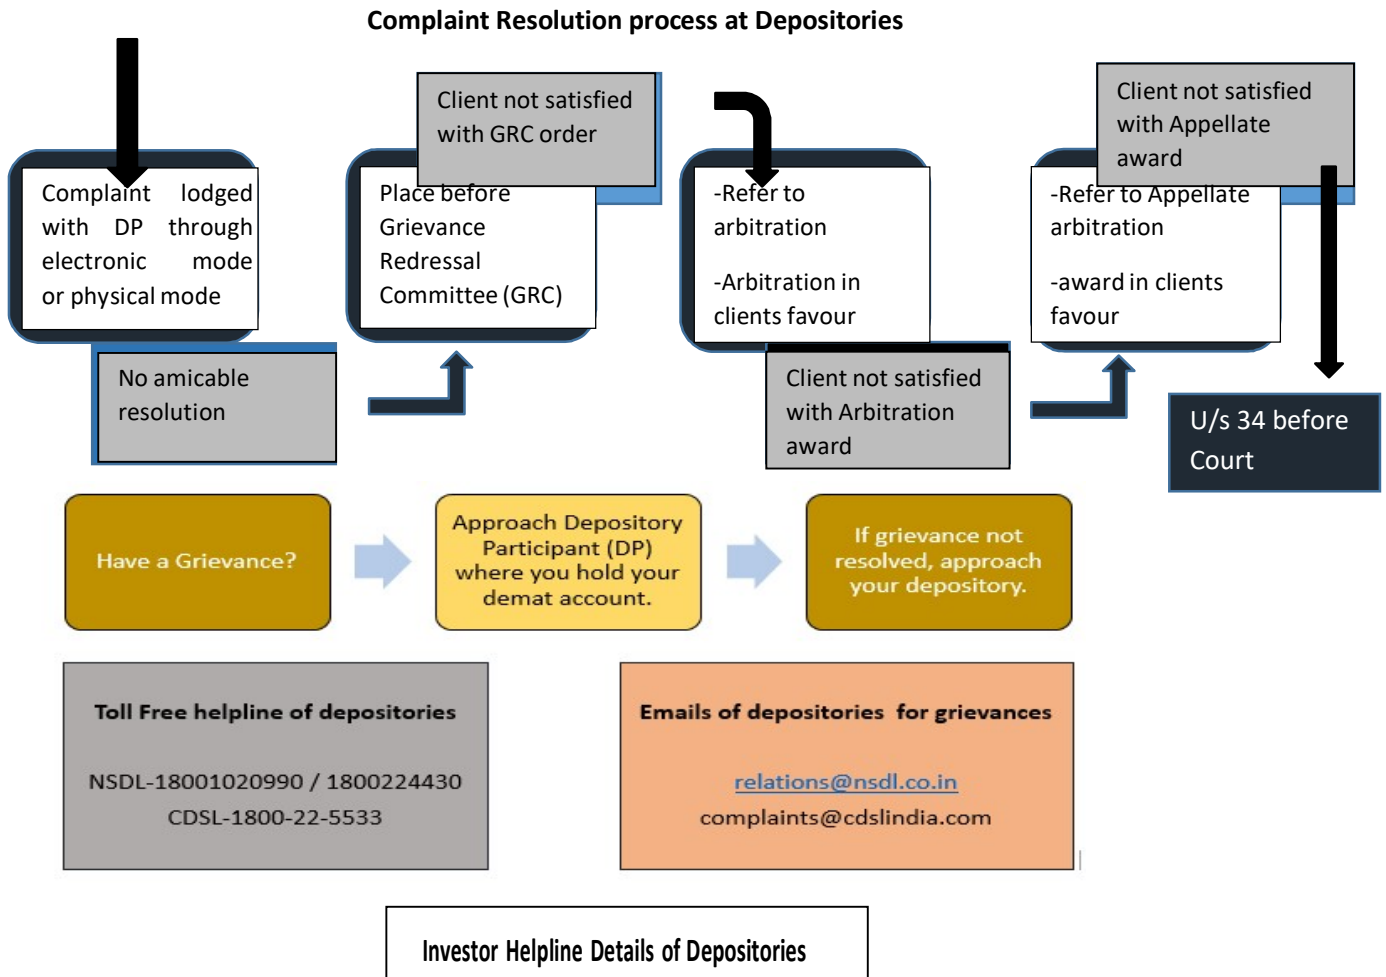 Complaint Resolution process at Depositories
Complaint lodged
with DP through
electronic mode
or physical mode
No amicable
resolution
Place before
Grievance
Redressal
Committee (GRC)
Client not satisfied
with GRC order
-Refer to
arbitration
-Arbitration in
clients favour
Client not satisfied
with Arbitration
award
-Refer to Appellate
arbitration
-award in clients
favour
Client not satisfied
with Appellate
award
U/s 34 before
Court
Have a Grievance?
Approach Depository
Participant (DP)
where you hold your
demat account.
If grievance not
resolved, approach
your depository.
Toll Free helpline of depositories
NSDL-18001020990 / 1800224430
CDSL-1800-22-5533
Emails of depositories for grievances
relations@nsdl.co.in
complaints@cdslindia.com
Investor Helpline Details of Depositories